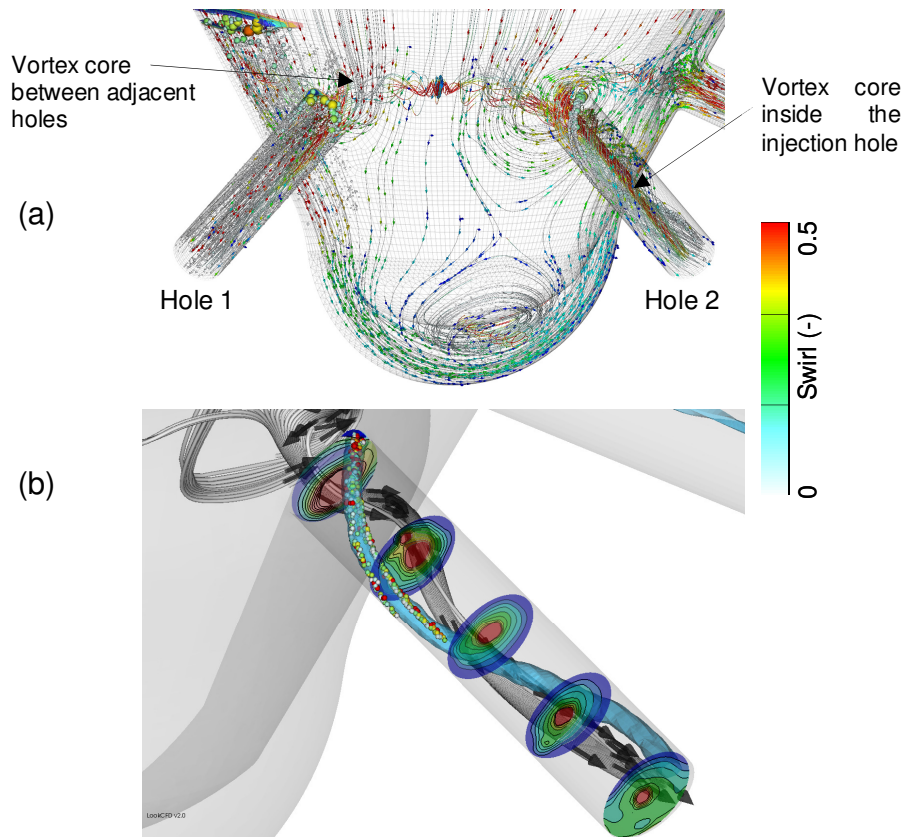 Vortex core
between adjacent
holes
Vortex core
inside the
injection hole
(a)
Hole 1
Hole 2
0.5
Swirl (-)
0
(b)
LookCFD v2.0